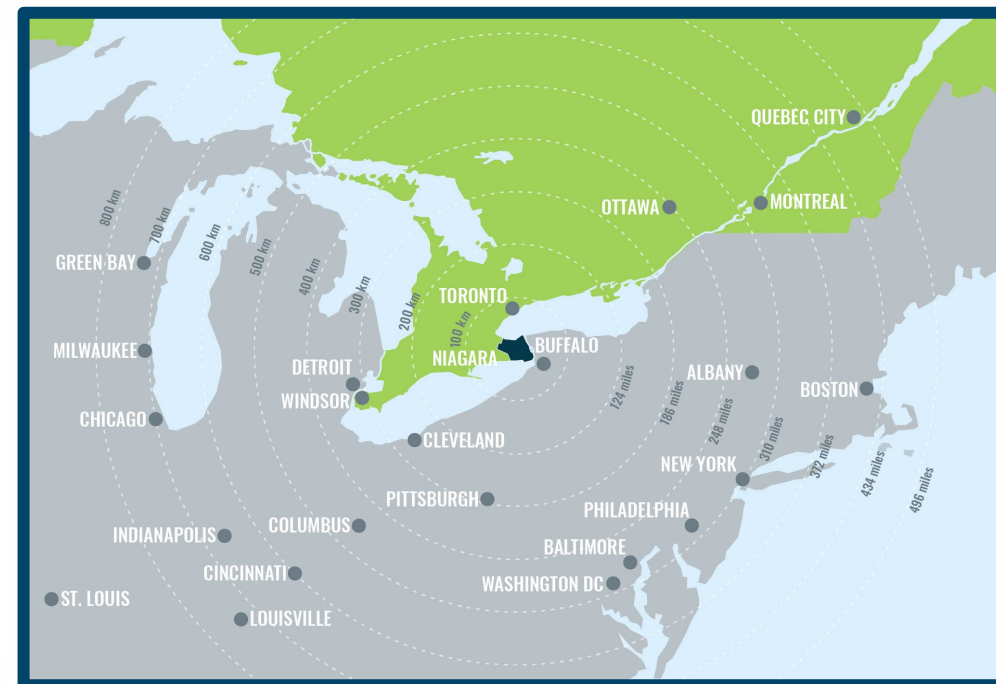 QUEBEC CITY
OTTAWA
MONTREAL
800 km
700 km
600 km
500 km
400 km
300 km
200 km
100 km
GREEN BAY
TORONTO
MILWAUKEE
NIAGARA
BUFFALO
DETROIT
WINDSOR
ALBANY
BOSTON
CHICAGO
CLEVELAND
124 miles
186 miles
248 miles
310 miles
372 miles
434 miles
496 miles
NEW YORK
PITTSBURGH
PHILADELPHIA
COLUMBUS
INDIANAPOLIS
BALTIMORE
CINCINNATI
WASHINGTON DC
ST. LOUIS
LOUISVILLE